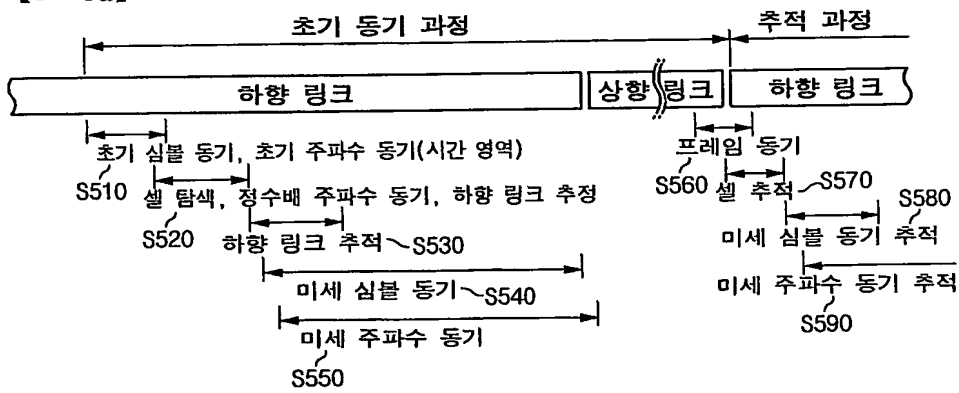 초기 동기 과정 추적 과정
하향 링크 상향 링크 하향 링크
초기 심볼 동기, 초기 주파수 동기(시간 영역) 프레임 동기
S510 S560 셀 추적 S570
셀 탐색, 정수배 주파수 동기, 하향 링크 추정 S580
S520 하향 링크 추적 S530 미세 심볼 동기 추적
미세 심볼 동기 S540 미세 주파수 동기 추적
미세 주파수 동기 S590
S550